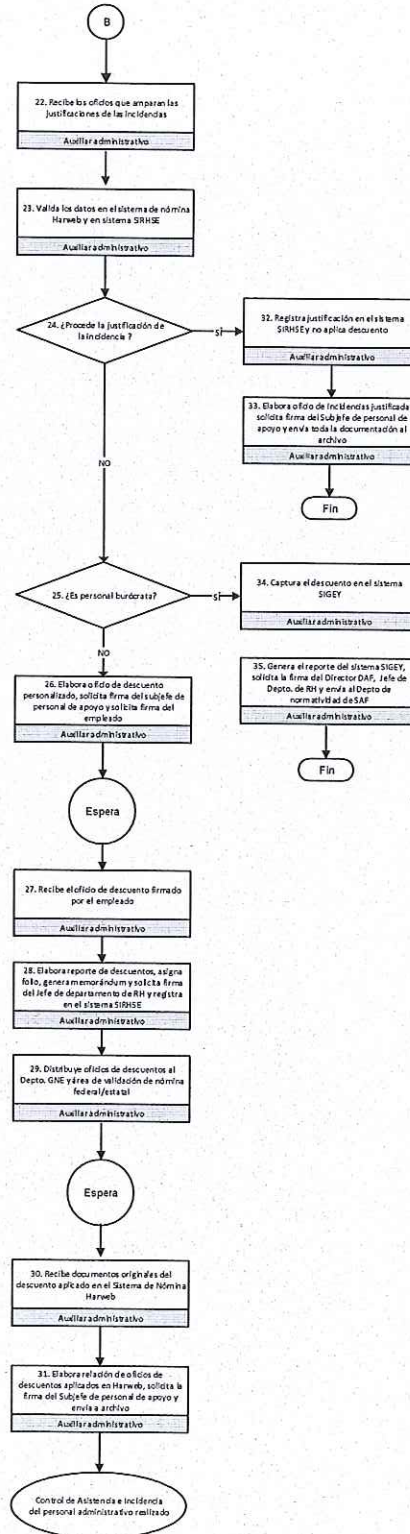 B
22. Recibe los oficios que amparan las
justificaciones de las incidencias
Auxiliar administrativo
23. Valida los datos en el sistema de nómina
Harweb y en sistema SIRHSE
Auxiliar administrativo
24. ¿Procede la justificación de
la incidencia ?
si
32. Registra justificación en el sistema
SIRHSE y no aplica descuento
Auxiliar administrativo
33. Elabora oficio de incidencias justificada
solicita firma del Subjefe de personal de
apoyo y envía toda la documentación al
archivo
Auxiliar administrativo
Fin
NO
25. ¿Es personal burócrata?
si
34. Captura el descuento en el sistema
SIGEY
Auxiliar administrativo
35. Genera el reporte del sistema SIGEY,
solicita la firma del Director DAF, Jefe de
Depto. de RH y envía al Depto de
normatividad de SAF
Auxiliar administrativo
Fin
NO
26. Elabora oficio de descuento
personalizado, solicita firma del subjefe de
personal de apoyo y solicita firma del
empleado
Auxiliar administrativo
Espera
27. Recibe el oficio de descuento firmado
por el empleado
Auxiliar administrativo
28. Elabora reporte de descuentos, asigna
folio, genera memorándum y solicita firma
del Jefe de departamento de RH y registra
en el sistema SIRHSE
Auxiliar administrativo
29. Distribuye oficios de descuentos al
Depto. GNE y área de validación de nómina
federal/estatal
Auxiliar administrativo
Espera
30. Recibe documentos originales del
descuento aplicado en el Sistema de Nómina
Harweb
Auxiliar administrativo
31. Elabora relación de oficios de
descuentos aplicados en Harweb, solicita la
firma del Subjefe de personal de apoyo y
envía a archivo
Auxiliar administrativo
Control de Asistencia e Incidencia
del personal administrativo realizado